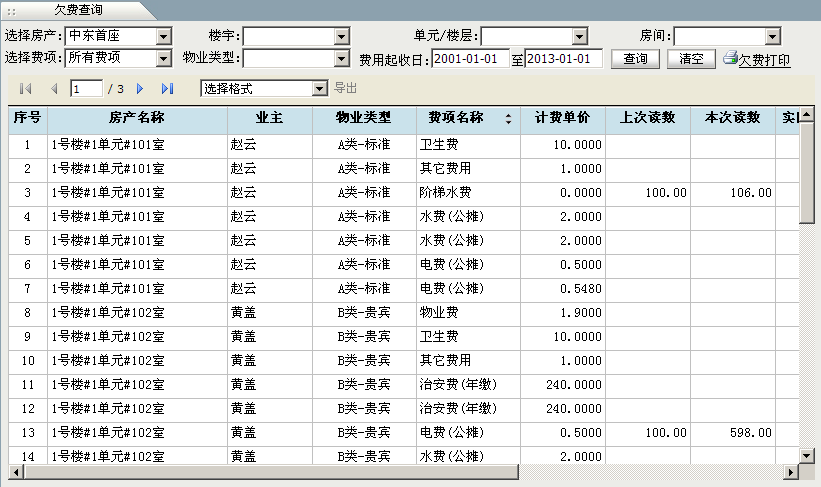 欠费查询
选择房产: 中东首座 楼宇: 单元/楼层: 房间:
选择费项: 所有费项 物业类型: 费用起收日: 2001-01-01 至 2013-01-01 查询 清空 欠费打印
1 / 3 选择格式 导出
序号 房产名称 业主 物业类型 费项名称 计费单价 上次读数 本次读数
1 1号楼#1单元#101室 赵云 A类-标准 卫生费 10.0000
2 1号楼#1单元#101室 赵云 A类-标准 其它费用 1.0000
3 1号楼#1单元#101室 赵云 A类-标准 阶梯水费 0.0000 100.00 106.00
4 1号楼#1单元#101室 赵云 A类-标准 水费(公摊) 2.0000
5 1号楼#1单元#101室 赵云 A类-标准 水费(公摊) 2.0000
6 1号楼#1单元#101室 赵云 A类-标准 电费(公摊) 0.5000
7 1号楼#1单元#101室 赵云 A类-标准 电费(公摊) 0.5480
8 1号楼#1单元#102室 黄盖 B类-贵宾 物业费 1.9000
9 1号楼#1单元#102室 黄盖 B类-贵宾 卫生费 10.0000
10 1号楼#1单元#102室 黄盖 B类-贵宾 其它费用 1.0000
11 1号楼#1单元#102室 黄盖 B类-贵宾 治安费(年缴) 240.0000
12 1号楼#1单元#102室 黄盖 B类-贵宾 治安费(年缴) 240.0000
13 1号楼#1单元#102室 黄盖 B类-贵宾 电费(公摊) 0.5000 100.00 598.00
14 1号楼#1单元#102室 黄盖 B类-贵宾 水费(公摊) 2.0000